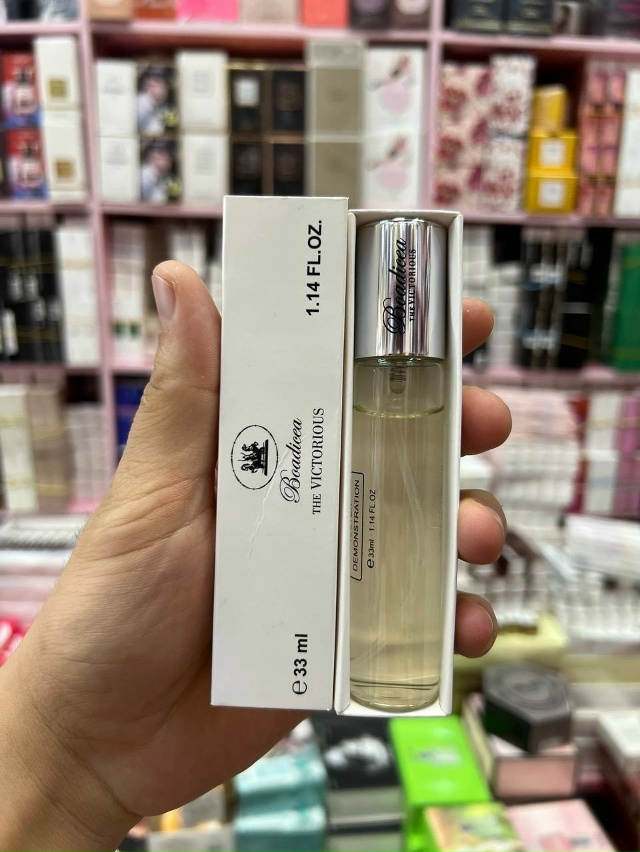 1.14 FL.OZ.
Boadicea
THE VICTORIOUS
℮ 33 ml
Boadicea
THE VICTORIOUS
DEMONSTRATION
℮ 33ml 1.14 FL.OZ